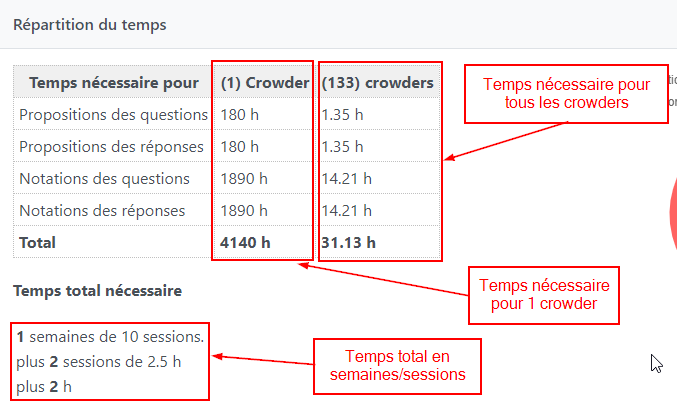 Répartition du temps
Temps nécessaire pour (1) Crowder (133) crowders
Propositions des questions 180 h 1.35 h
Propositions des réponses 180 h 1.35 h
Notations des questions 1890 h 14.21 h
Notations des réponses 1890 h 14.21 h
Total 4140 h 31.13 h
Temps nécessaire pour
tous les crowders
Temps nécessaire
pour 1 crowder
Temps total nécessaire
1 semaines de 10 sessions.
plus 2 sessions de 2.5 h
plus 2 h
Temps total en
semaines/sessions